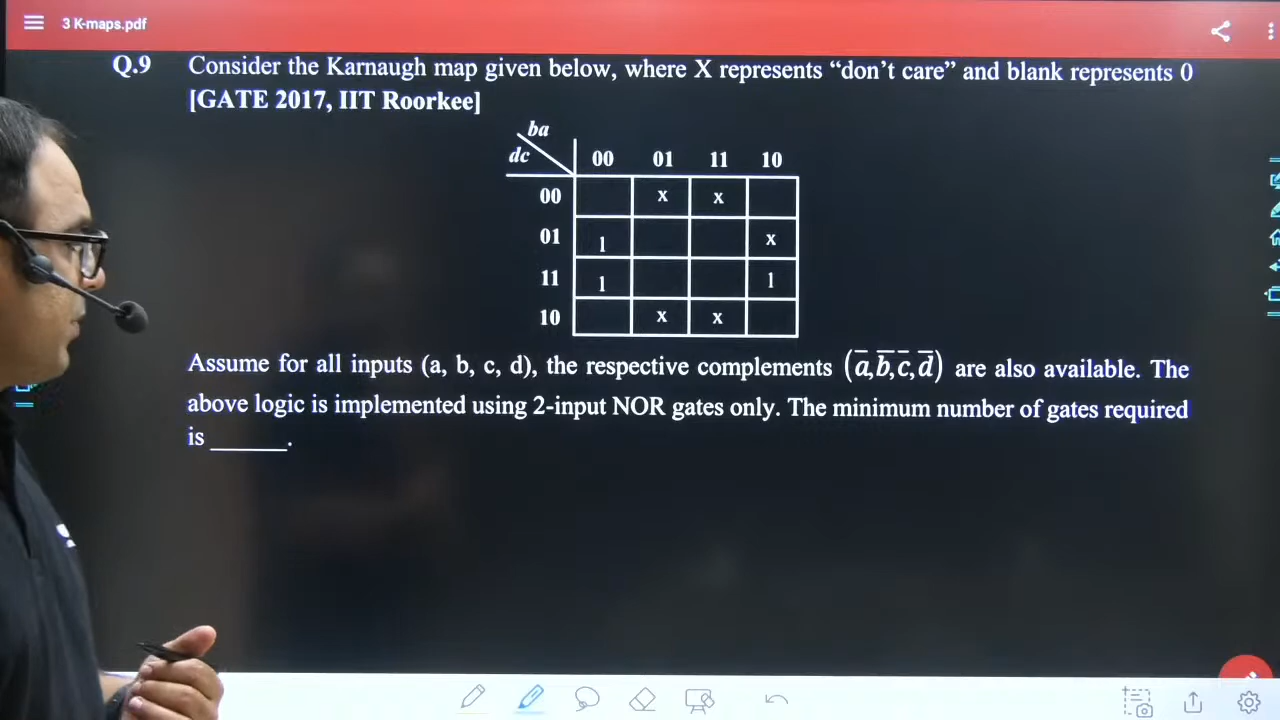 3 K-maps.pdf
Q.9 Consider the Karnaugh map given below, where X represents “don’t care” and blank represents 0
[GATE 2017, IIT Roorkee]
ba
dc 00 01 11 10
00 x x
01 1 x
11 1 1
10 x x
Assume for all inputs (a, b, c, d), the respective complements (a̅,b̅,c̅,d̅) are also available. The
above logic is implemented using 2-input NOR gates only. The minimum number of gates required
is ______.